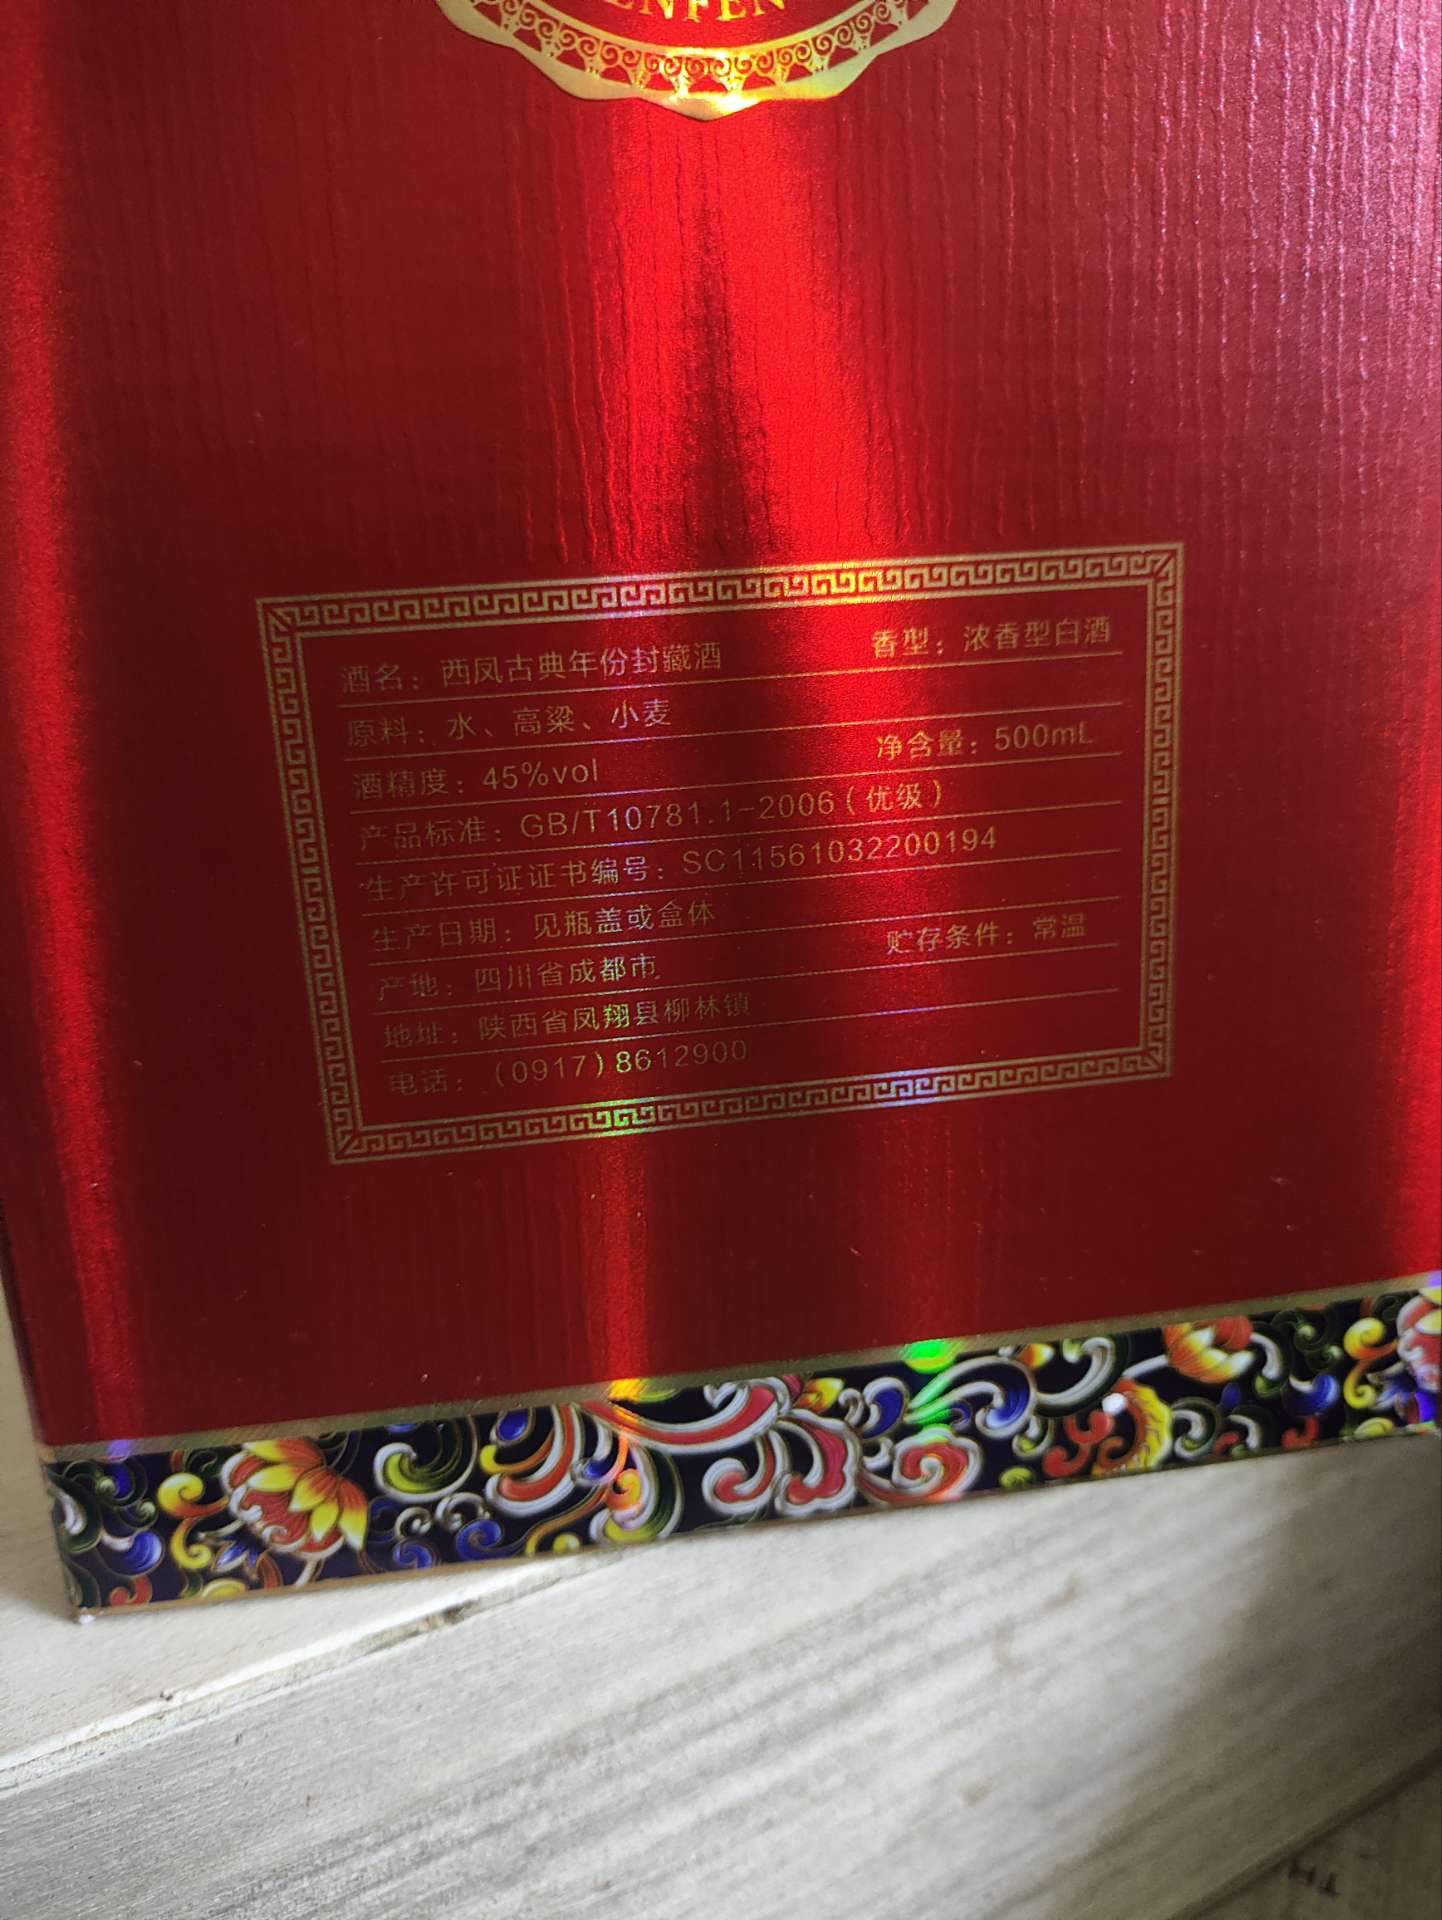 酒名：西凤古典年份封藏酒 香型：浓香型白酒
原料：水、高粱、小麦
酒精度：45%vol 净含量：500mL
产品标准：GB/T10781.1-2006（优级）
生产许可证证书编号：SC11561032200194
生产日期：见瓶盖或盒体
产地：四川省成都市 贮存条件：常温
地址：陕西省凤翔县柳林镇
电话：（0917）8612900